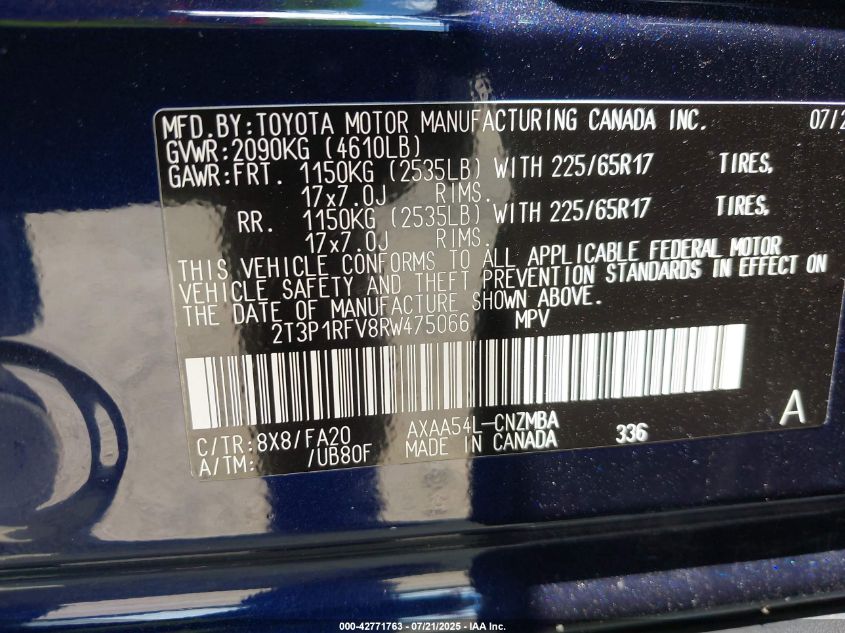 MFD.BY:TOYOTA MOTOR MANUFACTURING CANADA INC. 07/2
GVWR:2090KG (4610LB)
GAWR:FRT. 1150KG (2535LB) WITH 225/65R17 TIRES,
17x7.0J RIMS.
RR. 1150KG (2535LB) WITH 225/65R17 TIRES,
17x7.0J RIMS.
THIS VEHICLE CONFORMS TO ALL APPLICABLE FEDERAL MOTOR
VEHICLE SAFETY AND THEFT PREVENTION STANDARDS IN EFFECT ON
THE DATE OF MANUFACTURE SHOWN ABOVE.
2T3P1RFV8RW475066 MPV
C/TR:8X8/FA20 AXAA54L-CNZMBA A
A/TM: /UB80F MADE IN CANADA 336
000-42771763 - 07/21/2025 - IAA Inc.